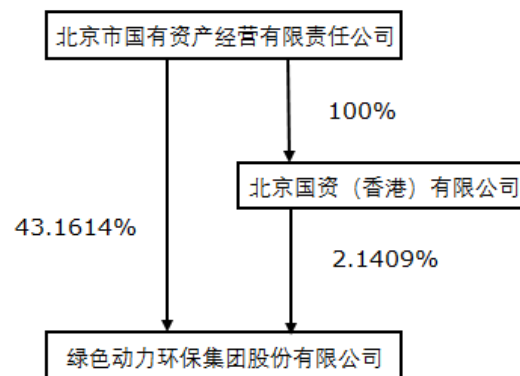 北京市国有资产经营有限责任公司
100%
北京国资（香港）有限公司
43.1614%
2.1409%
绿色动力环保集团股份有限公司